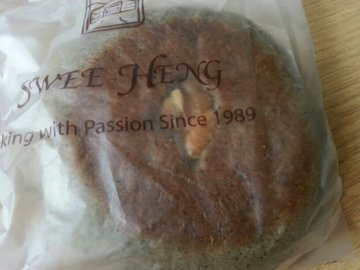 SWEE HENG
king with Passion Since 1989